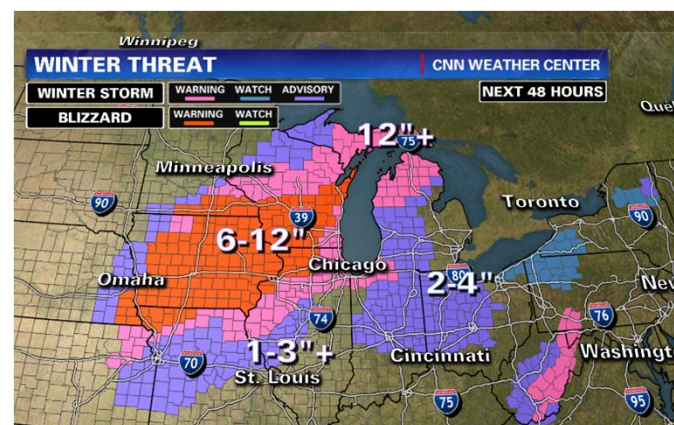 Winnipeg
WINTER THREAT
CNN WEATHER CENTER
WINTER STORM
WARNING WATCH ADVISORY
NEXT 48 HOURS
BLIZZARD
WARNING WATCH
Qué
12"+
75
Minneapolis
90
Toronto
39
90
6-12"
Chicago
80
2-4"
Omaha
New
74
76
1-3"+
Cincinnati
Washingt
70
St. Louis
75
95